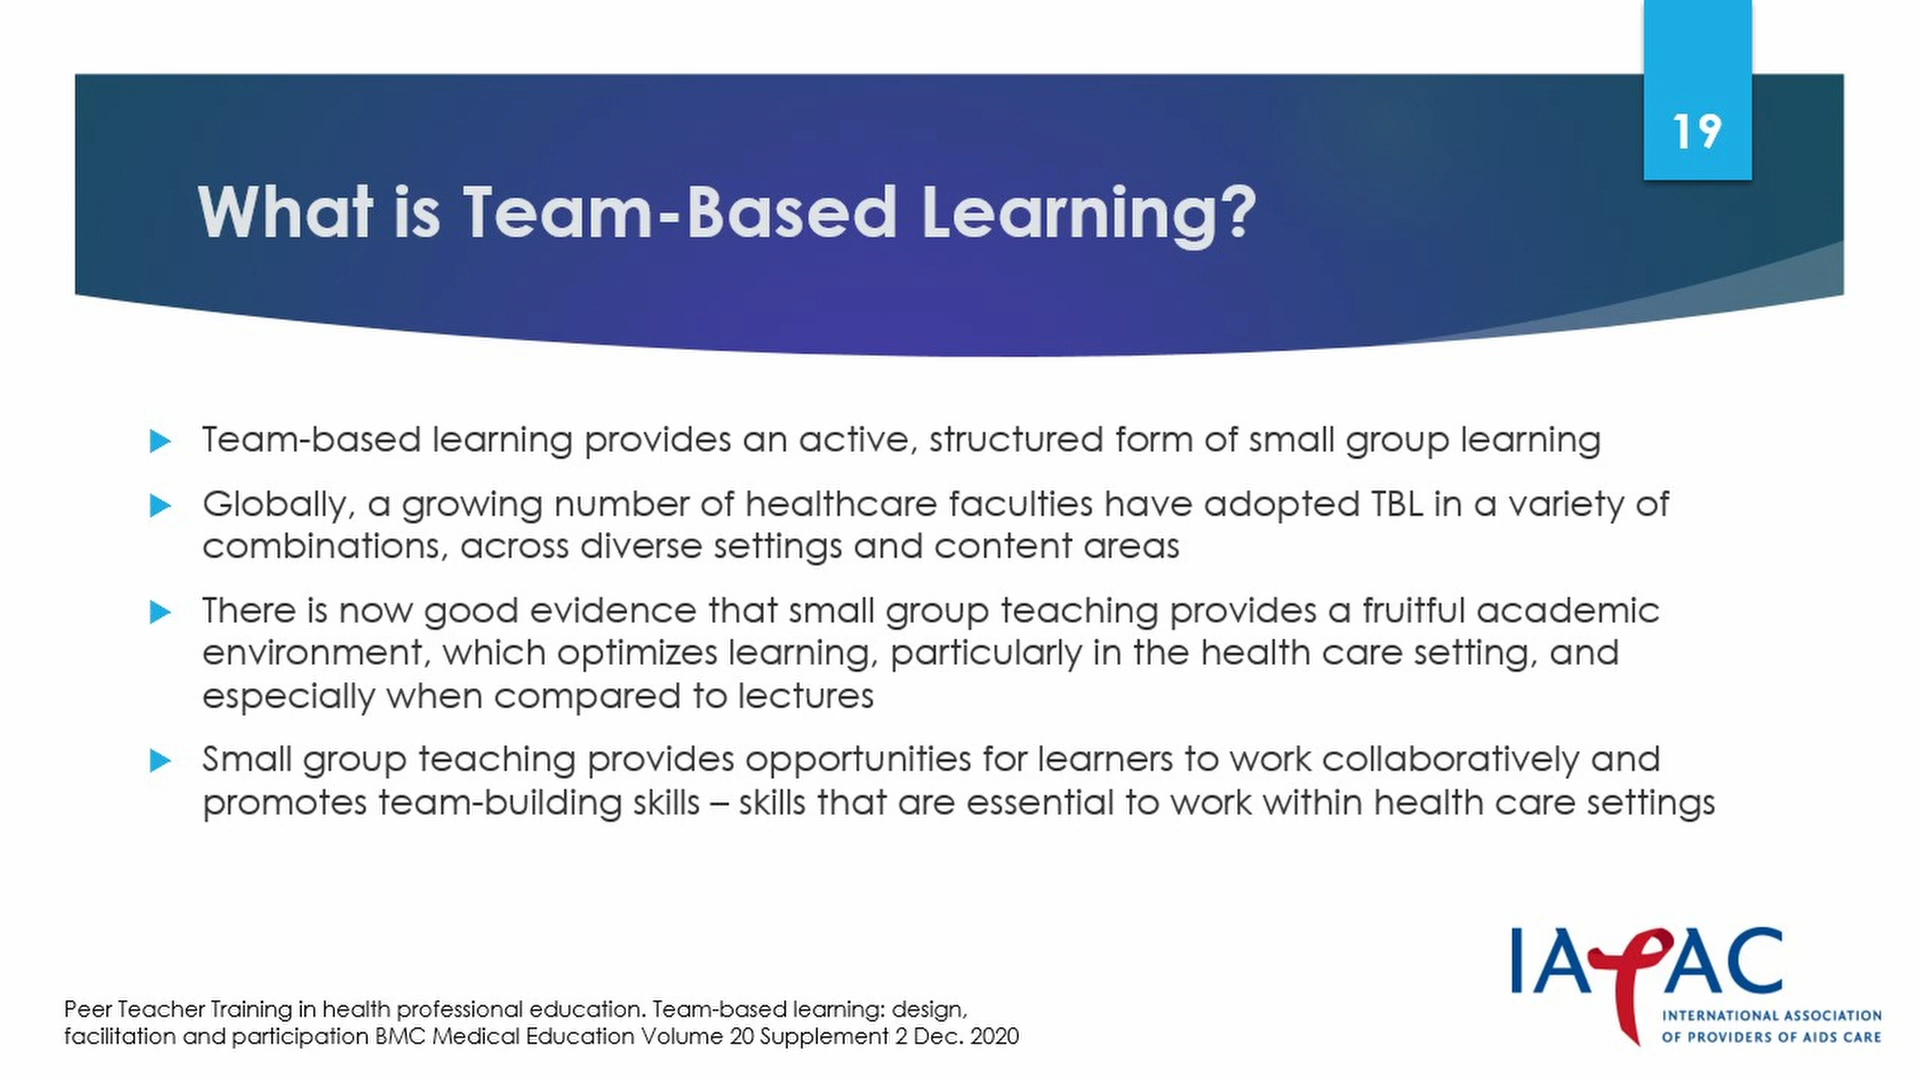 19
What is Team-Based Learning?
Team-based learning provides an active, structured form of small group learning
Globally, a growing number of healthcare faculties have adopted TBL in a variety of
combinations, across diverse settings and content areas
There is now good evidence that small group teaching provides a fruitful academic
environment, which optimizes learning, particularly in the health care setting, and
especially when compared to lectures
Small group teaching provides opportunities for learners to work collaboratively and
promotes team-building skills – skills that are essential to work within health care settings
Peer Teacher Training in health professional education. Team-based learning: design,
facilitation and participation BMC Medical Education Volume 20 Supplement 2 Dec. 2020
IAPAC
INTERNATIONAL ASSOCIATION
OF PROVIDERS OF AIDS CARE